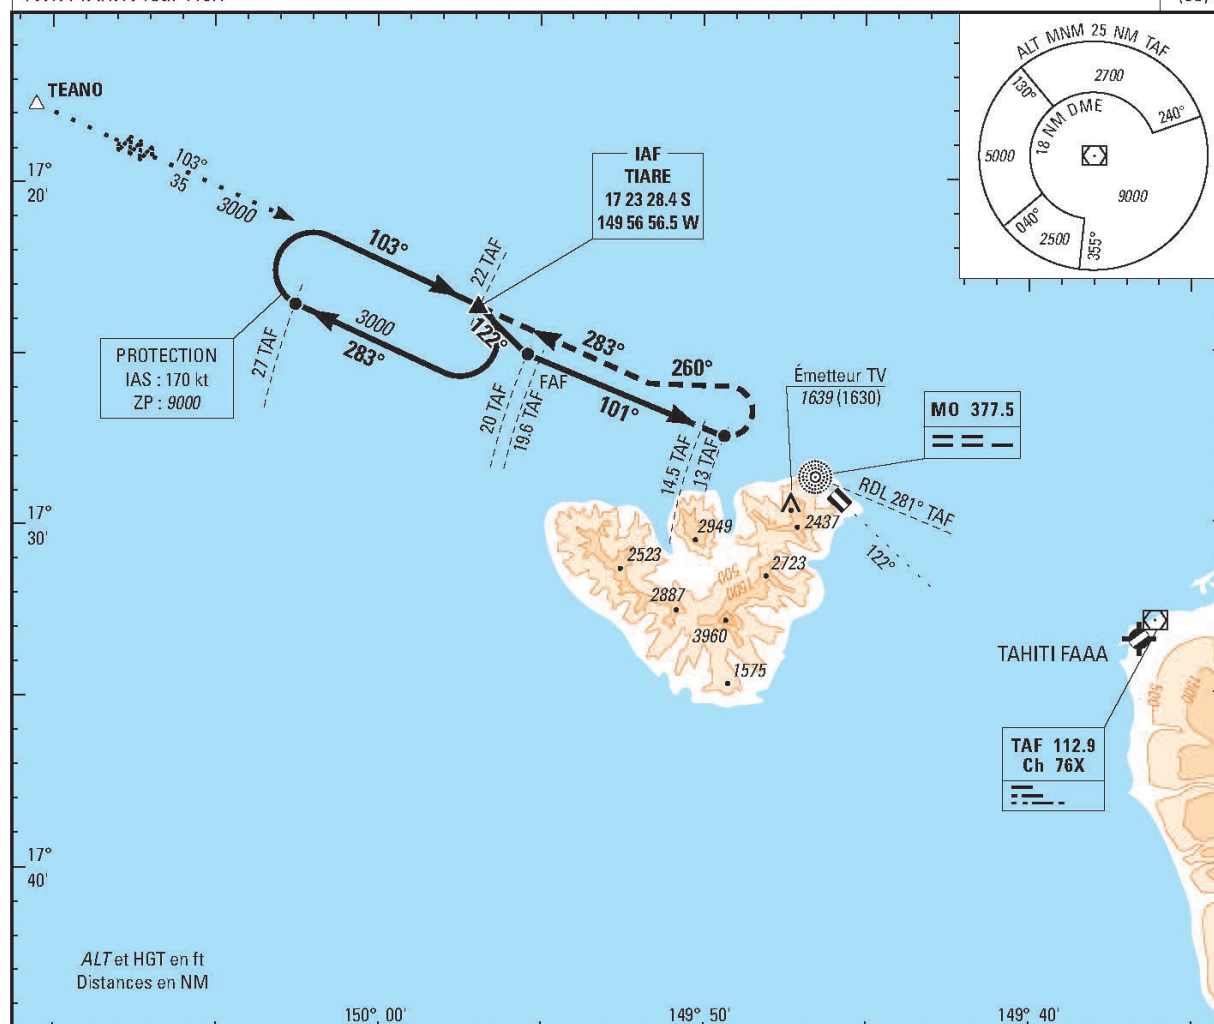 ALT MNM 25 NM TAF
2700
130°
240°
18 NM DME
5000
9000
040°
2500
355°
TEANO
103°
35
3000
17°
20'
IAF
TIARE
17 23 28.4 S
149 56 56.5 W
103°
22 TAF
3000
283°
122°
283°
260°
PROTECTION
IAS : 170 kt
ZP : 9000
27 TAF
20 TAF
19.6 TAF
FAF
101°
Émetteur TV
1639 (1630)
MO 377.5
14.5 TAF
13 TAF
RDL 281° TAF
122°
17°
30'
2949
2437
2523
2723
500
1500
2887
3960
1575
TAHITI FAAA
500
1000
TAF 112.9
Ch 76X
17°
40'
ALT et HGT en ft
Distances en NM
150° 00'
149° 50'
149° 40'